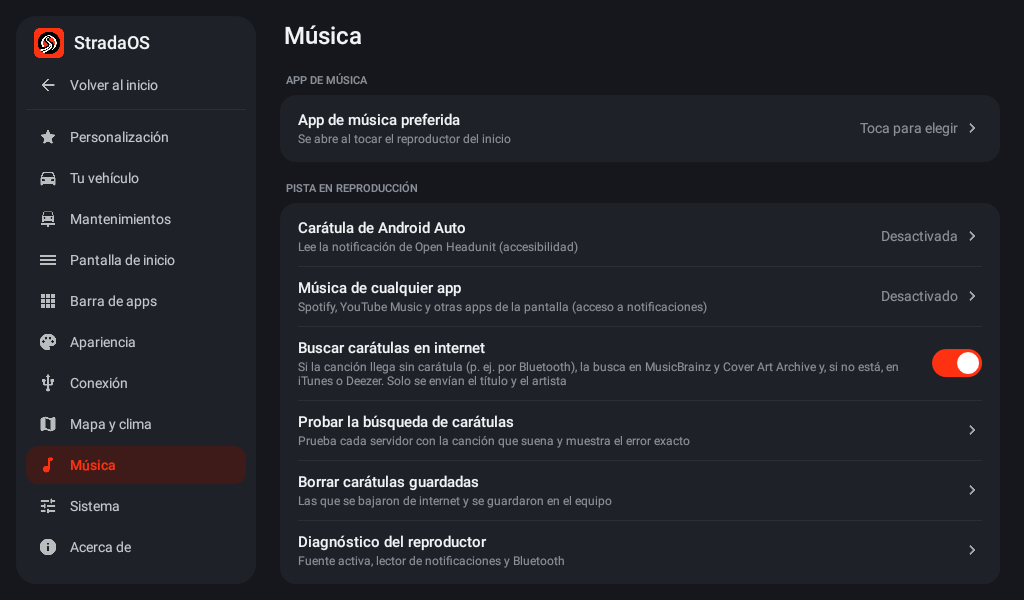 StradaOS
Volver al inicio
Personalización
Tu vehículo
Mantenimientos
Pantalla de inicio
Barra de apps
Apariencia
Conexión
Mapa y clima
Música
Sistema
Acerca de
Música
APP DE MÚSICA
App de música preferida
Se abre al tocar el reproductor del inicio
Toca para elegir
PISTA EN REPRODUCCIÓN
Carátula de Android Auto
Lee la notificación de Open Headunit (accesibilidad)
Desactivada
Música de cualquier app
Spotify, YouTube Music y otras apps de la pantalla (acceso a notificaciones)
Desactivado
Buscar carátulas en internet
Si la canción llega sin carátula (p. ej. por Bluetooth), la busca en MusicBrainz y Cover Art Archive y, si no está, en
iTunes o Deezer. Solo se envían el título y el artista
Probar la búsqueda de carátulas
Prueba cada servidor con la canción que suena y muestra el error exacto
Borrar carátulas guardadas
Las que se bajaron de internet y se guardaron en el equipo
Diagnóstico del reproductor
Fuente activa, lector de notificaciones y Bluetooth